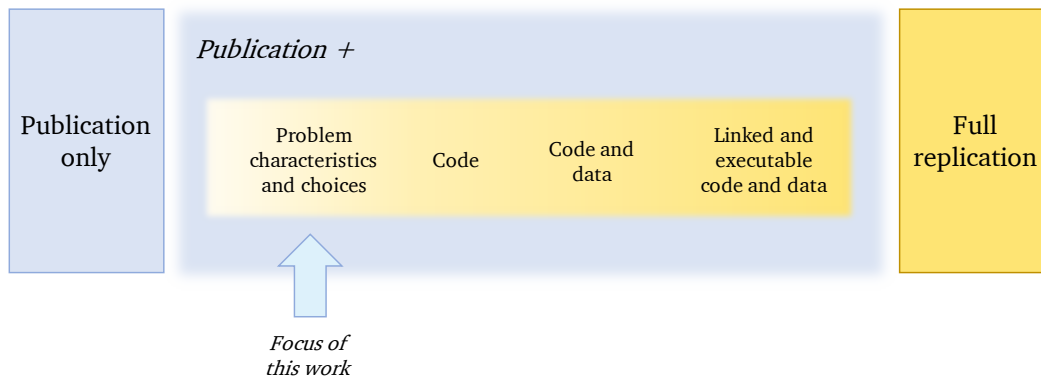 Publication
only
Publication +
Problem
characteristics
and choices
Code
Code and
data
Linked and
executable
code and data
Full
replication
Focus of
this work